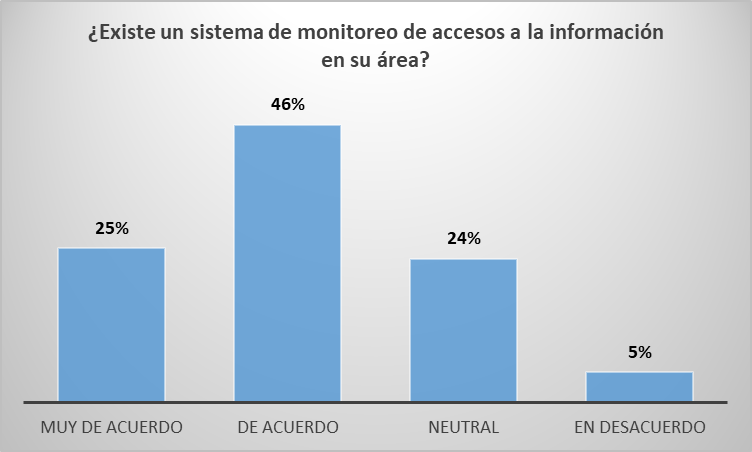 ¿Existe un sistema de monitoreo de accesos a la información
en su área?
46%
25%
24%
5%
MUY DE ACUERDO
DE ACUERDO
NEUTRAL
EN DESACUERDO